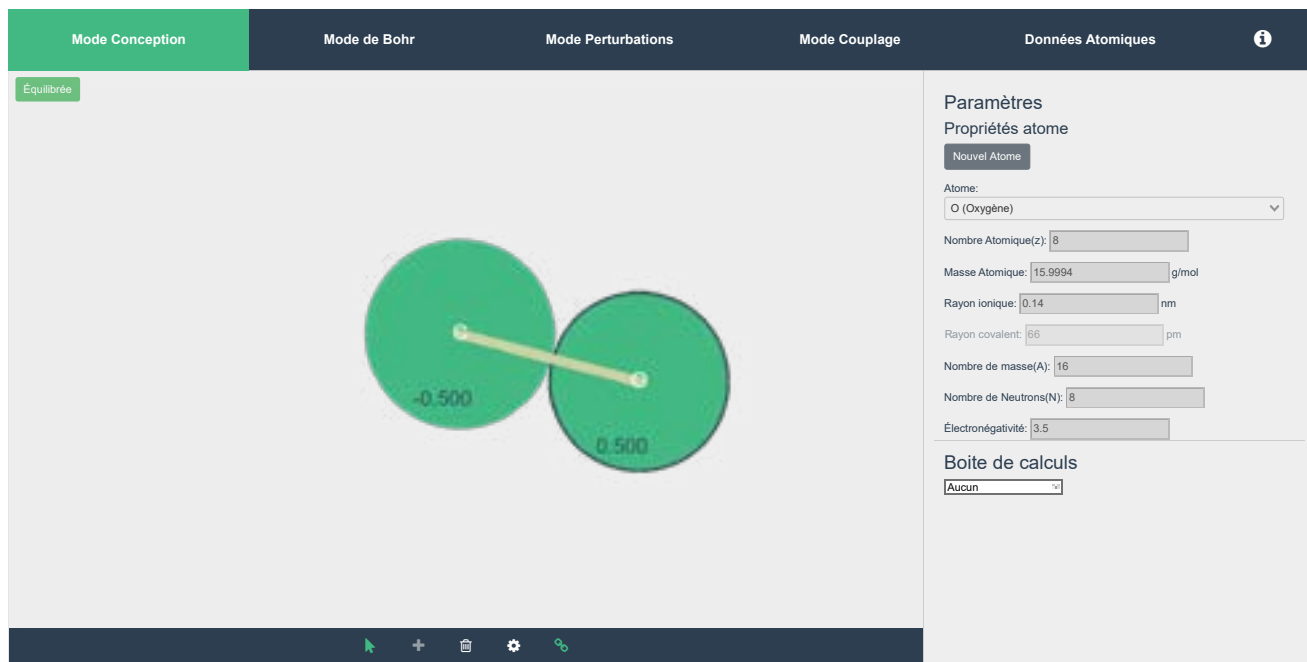 Mode Conception Mode de Bohr Mode Perturbations Mode Couplage Données Atomiques
Équilibrée
-0.500
0.500
Paramètres
Propriétés atome
Nouvel Atome
Atome:
O (Oxygène)
Nombre Atomique(z): 8
Masse Atomique: 15.9994 g/mol
Rayon ionique: 0.14 nm
Rayon covalent: 66 pm
Nombre de masse(A): 16
Nombre de Neutrons(N): 8
Électronégativité: 3.5
Boite de calculs
Aucun